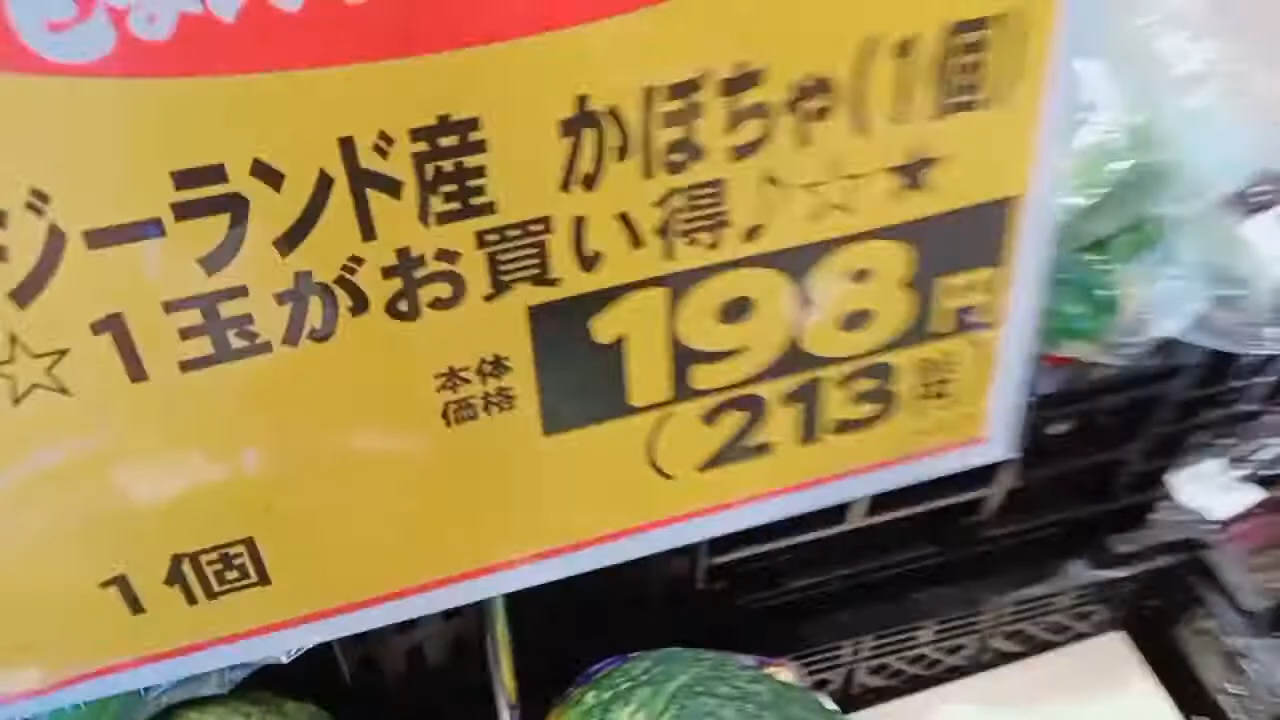 ジーランド産 かぼちゃ(1個)
☆1玉がお買い得♪☆★
本体
価格
198円
(213
1個